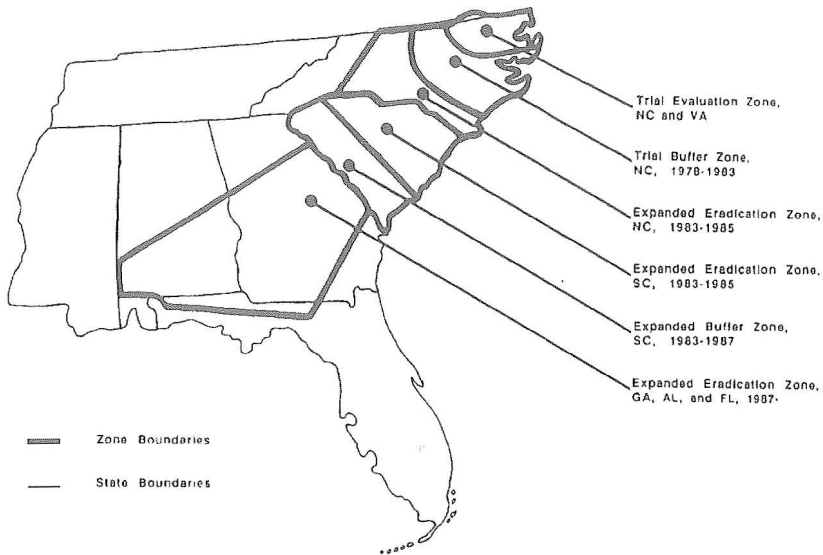 Trial Evaluation Zone,
NC and VA
Trial Buffer Zone,
NC, 1978-1983
Expanded Eradication Zone,
NC, 1983-1985
Expanded Eradication Zone,
SC, 1983-1985
Expanded Buffer Zone,
SC, 1983-1987
Expanded Eradication Zone,
GA, AL, and FL, 1987-
Zone Boundaries
State Boundaries